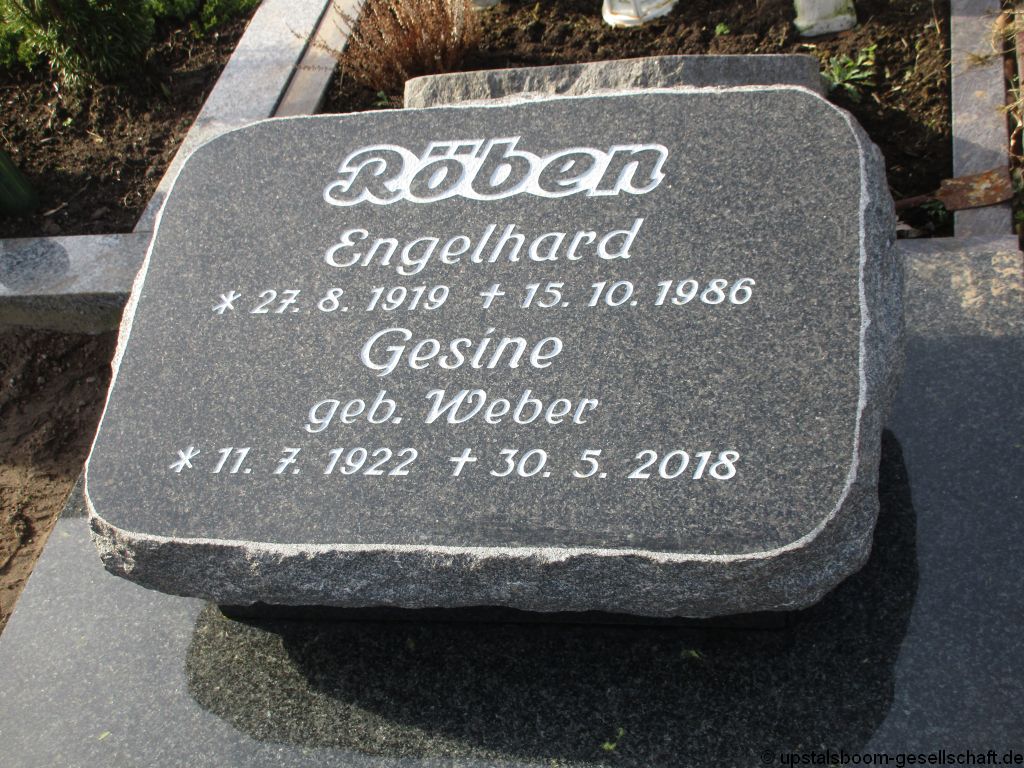 Röben
Engelhard
* 27. 8. 1919 † 15. 10. 1986
Gesine
geb. Weber
* 11. 7. 1922 † 30. 5. 2018
© upstalsboom-gesellschaft.de